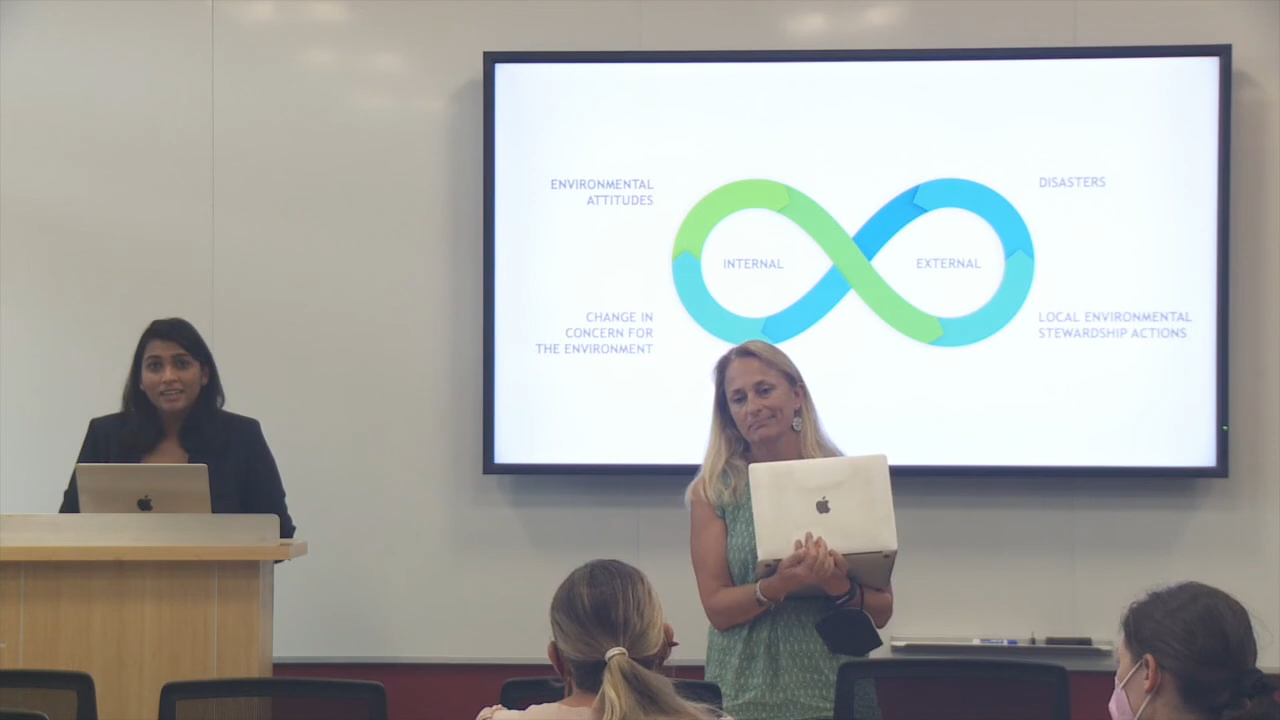 ENVIRONMENTAL
ATTITUDES
DISASTERS
INTERNAL
EXTERNAL
CHANGE IN
CONCERN FOR
THE ENVIRONMENT
LOCAL ENVIRONMENTAL
STEWARDSHIP ACTIONS